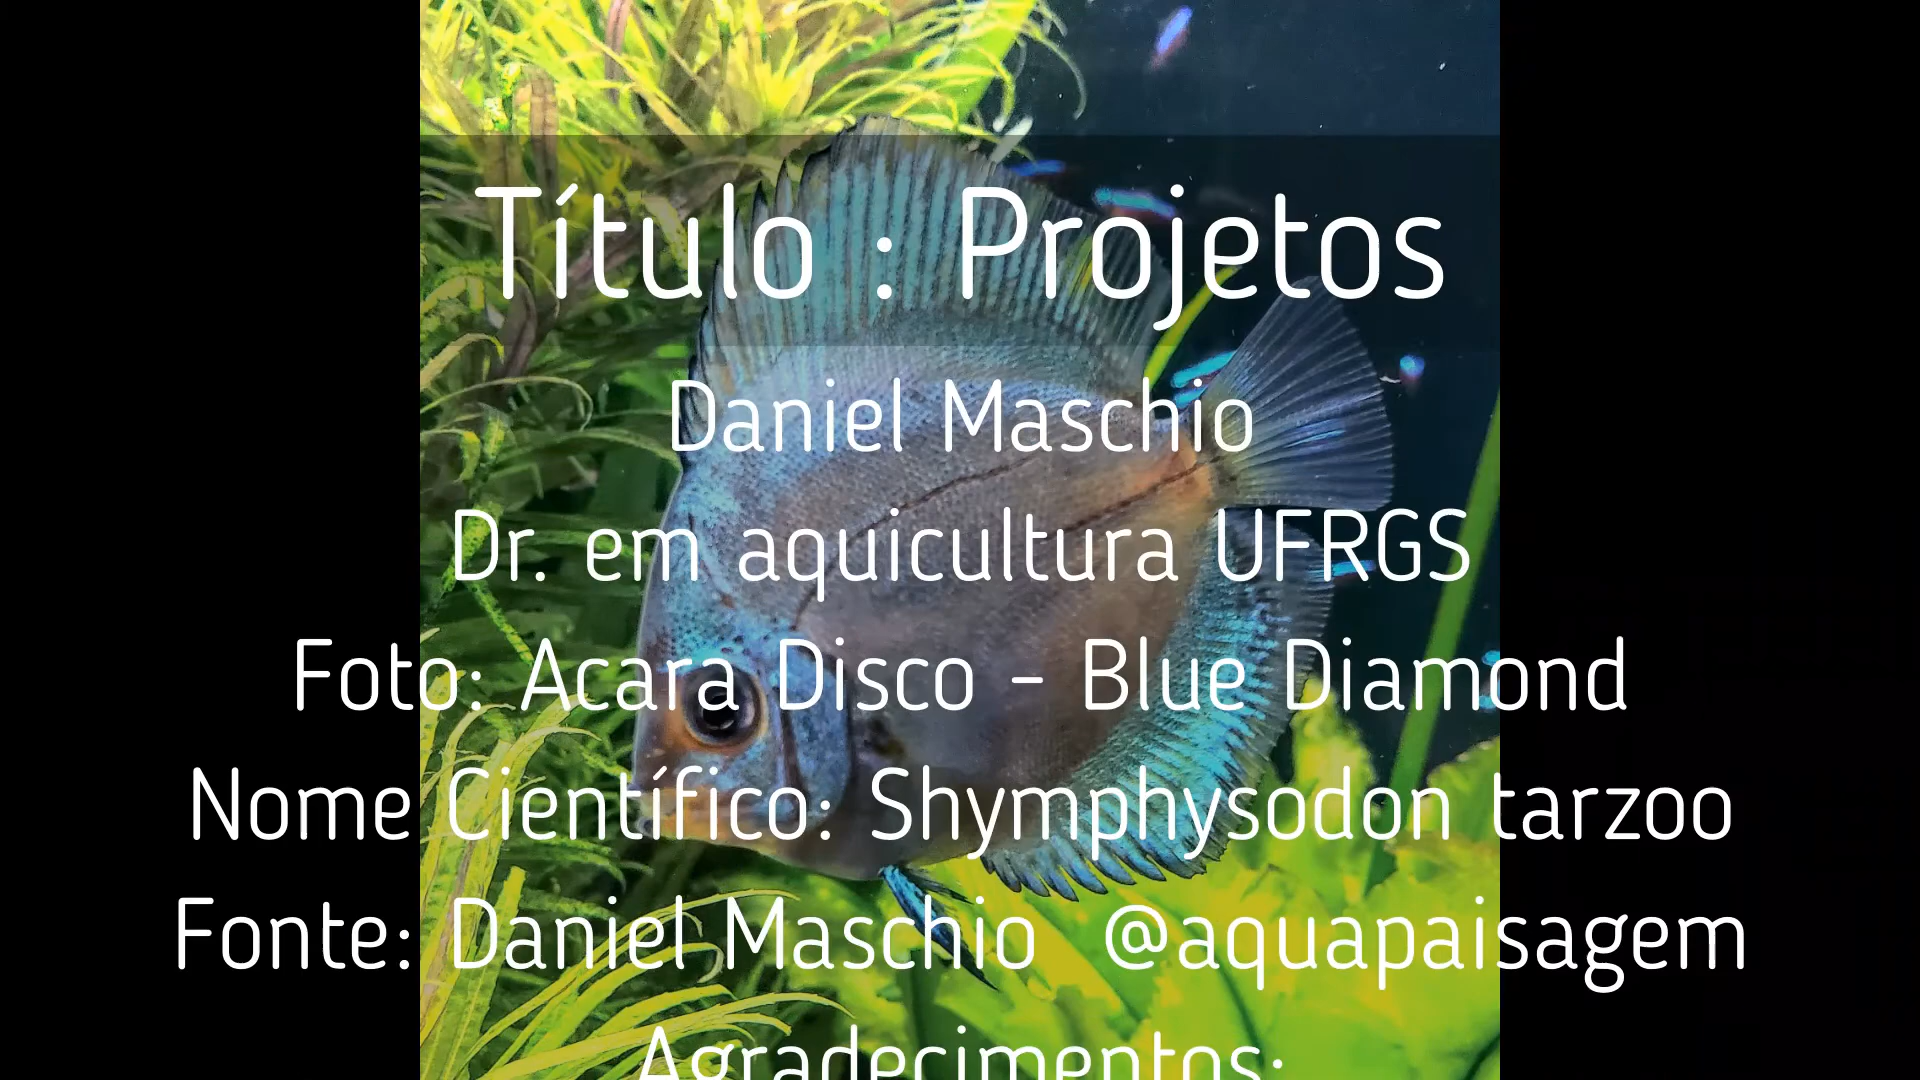 Título : Projetos
Daniel Maschio
Dr. em aquicultura UFRGS
Foto: Acara Disco - Blue Diamond
Nome Científico: Shymphysodon tarzoo
Fonte: Daniel Maschio @aquapaisagem
Agradecimentos: